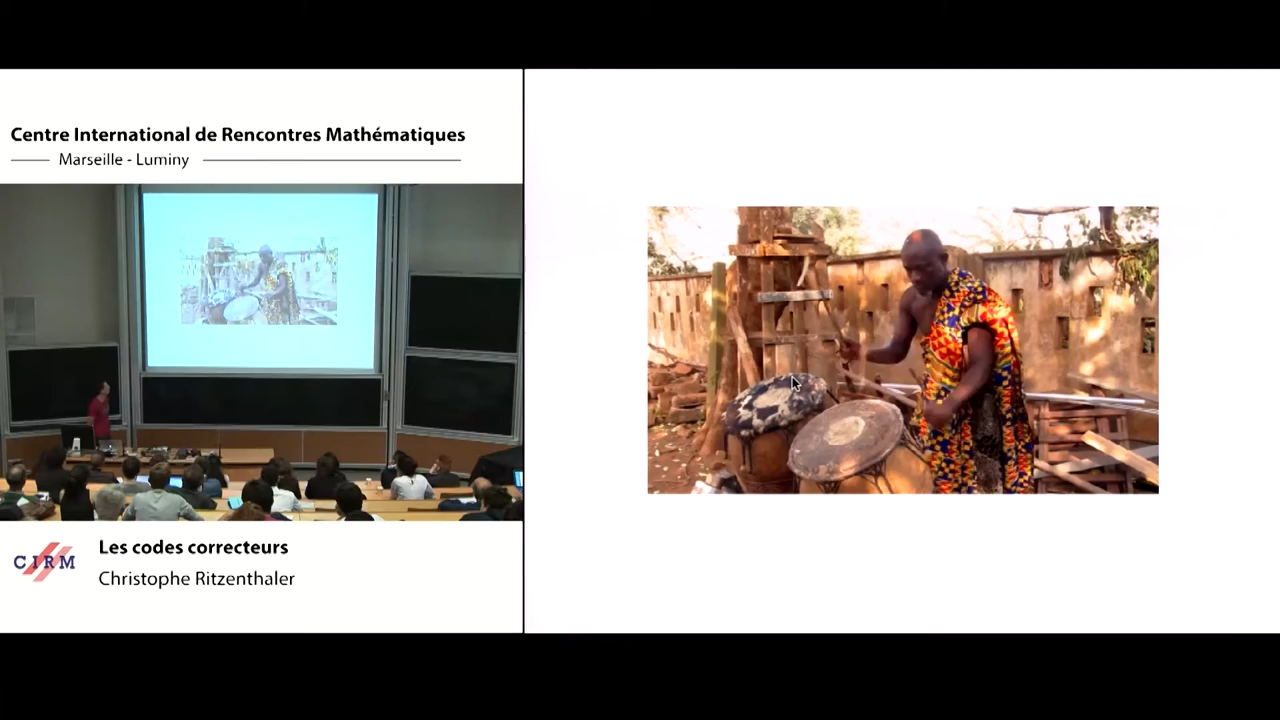 Centre International de Rencontres Mathématiques
Marseille - Luminy
CIRM
Les codes correcteurs
Christophe Ritzenthaler